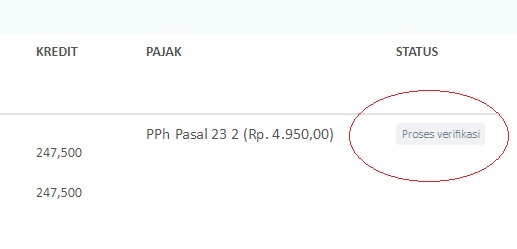 KREDIT PAJAK STATUS
PPh Pasal 23 2 (Rp. 4.950,00) Proses verifikasi
247,500
247,500